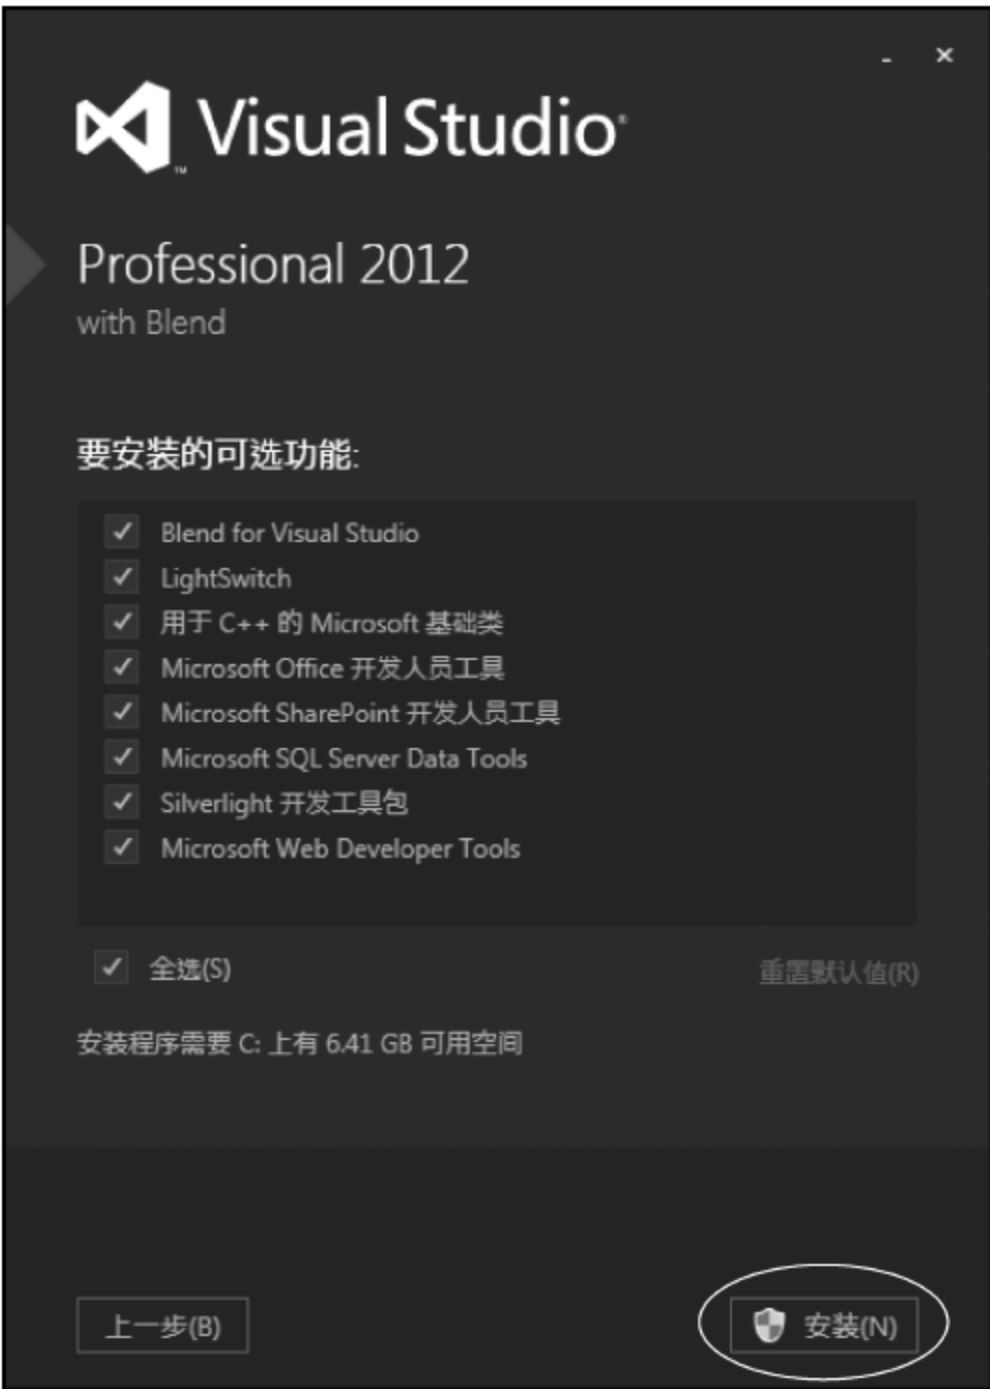 Visual Studio®
™
Professional 2012
with Blend
要安装的可选功能:
Blend for Visual Studio
LightSwitch
用于 C++ 的 Microsoft 基础类
Microsoft Office 开发人员工具
Microsoft SharePoint 开发人员工具
Microsoft SQL Server Data Tools
Silverlight 开发工具包
Microsoft Web Developer Tools
全选(S)
重置默认值(R)
安装程序需要 C: 上有 6.41 GB 可用空间
上一步(B)
安装(N)